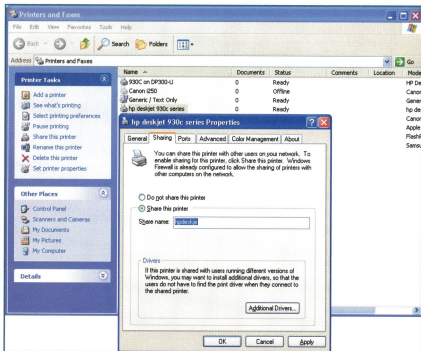 Printers and Faxes
File Edit View Favorites Tools Help
Back Search Folders
Address Printers and Faxes Go
Printer Tasks
Add a printer
See what's printing
Select printing preferences
Pause printing
Share this printer
Rename this printer
Delete this printer
Set printer properties
Other Places
Control Panel
Scanners and Cameras
My Documents
My Pictures
My Computer
Details
Name Documents Status Comments Location Mode
930C on DP300-U 0 Ready HP De
Canon i250 0 Offline Canon
Generic / Text Only 0 Ready Gener
hp deskjet 930c series 0 Ready hp de
Canon
Apple
FlashF
Samsu
hp deskjet 930c series Properties
General Sharing Ports Advanced Color Management About
You can share this printer with other users on your network. To
enable sharing for this printer, click Share this printer. Windows
Firewall is already configured to allow the sharing of printers with
other computers on the network.
Do not share this printer
Share this printer
Share name: hpdeskjet
Drivers
If this printer is shared with users running different versions of
Windows, you may want to install additional drivers, so that the
users do not have to find the print driver when they connect to
the shared printer.
Additional Drivers...
OK Cancel Apply